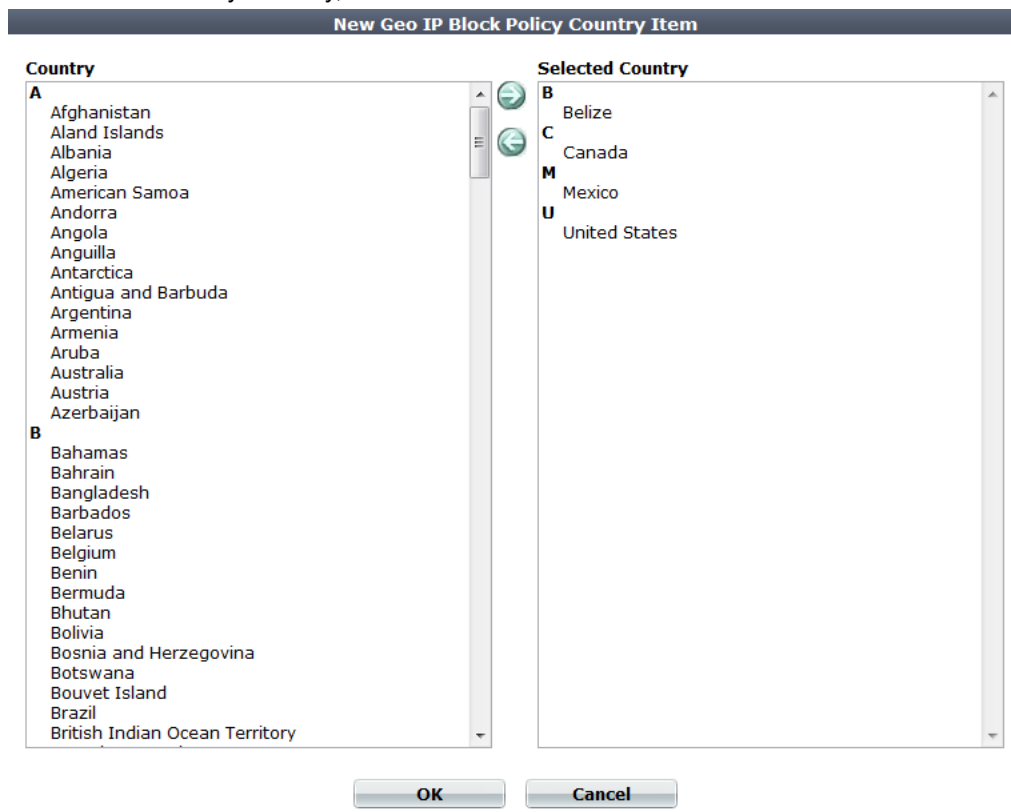 New Geo IP Block Policy Country Item
Country
A
Afghanistan
Aland Islands
Albania
Algeria
American Samoa
Andorra
Angola
Anguilla
Antarctica
Antigua and Barbuda
Argentina
Armenia
Aruba
Australia
Austria
Azerbaijan
B
Bahamas
Bahrain
Bangladesh
Barbados
Belarus
Belgium
Benin
Bermuda
Bhutan
Bolivia
Bosnia and Herzegovina
Botswana
Bouvet Island
Brazil
British Indian Ocean Territory
Selected Country
B
Belize
C
Canada
M
Mexico
U
United States
OK
Cancel